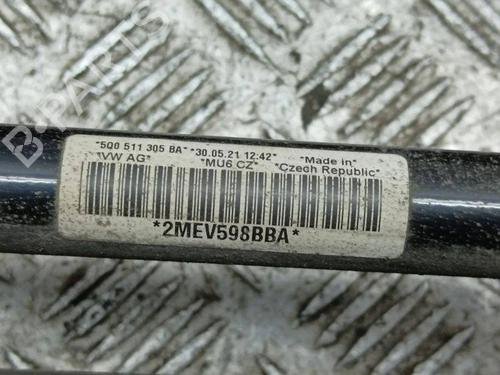 *5Q0 511 305 BA* *30.05.21 12:42* *Made in*
*VW AG* *MU6 CZ* *Czech Republic*
*2MEV598BBA*